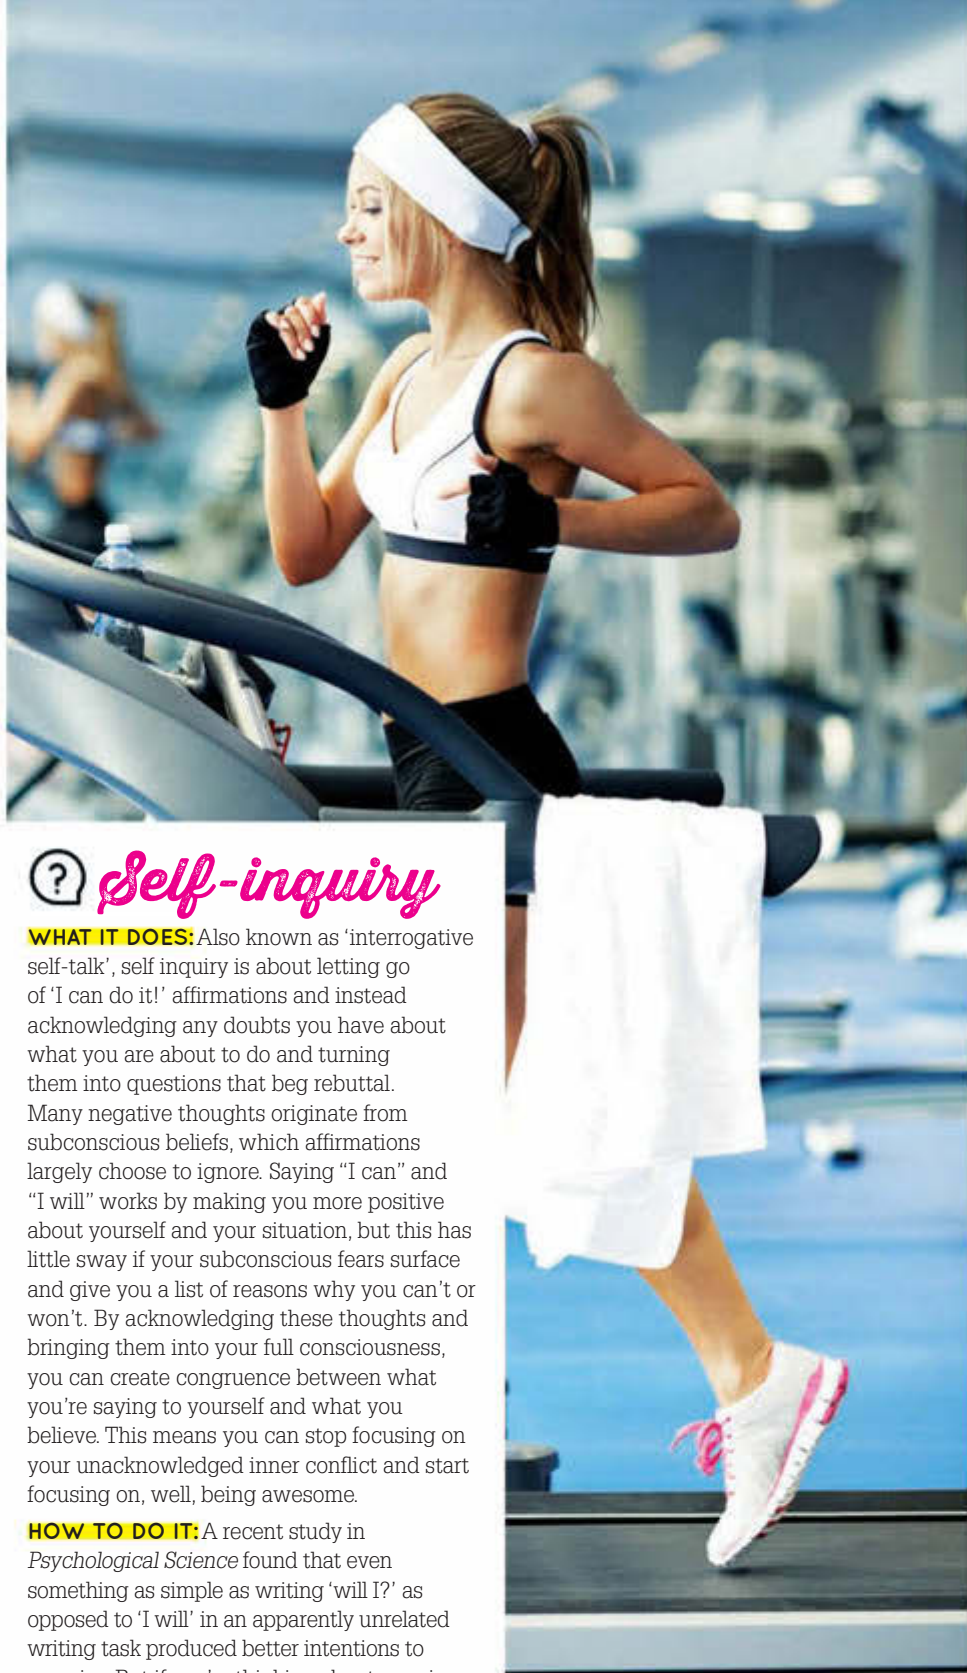 Self-inquiry
WHAT IT DOES: Also known as ‘interrogative
self-talk’, self inquiry is about letting go
of ‘I can do it!’ affirmations and instead
acknowledging any doubts you have about
what you are about to do and turning
them into questions that beg rebuttal.
Many negative thoughts originate from
subconscious beliefs, which affirmations
largely choose to ignore. Saying “I can” and
“I will” works by making you more positive
about yourself and your situation, but this has
little sway if your subconscious fears surface
and give you a list of reasons why you can't or
won't. By acknowledging these thoughts and
bringing them into your full consciousness,
you can create congruence between what
you're saying to yourself and what you
believe. This means you can stop focusing on
your unacknowledged inner conflict and start
focusing on, well, being awesome.
HOW TO DO IT: A recent study in
Psychological Science found that even
something as simple as writing ‘will I?’ as
opposed to ‘I will’ in an apparently unrelated
writing task produced better intentions to